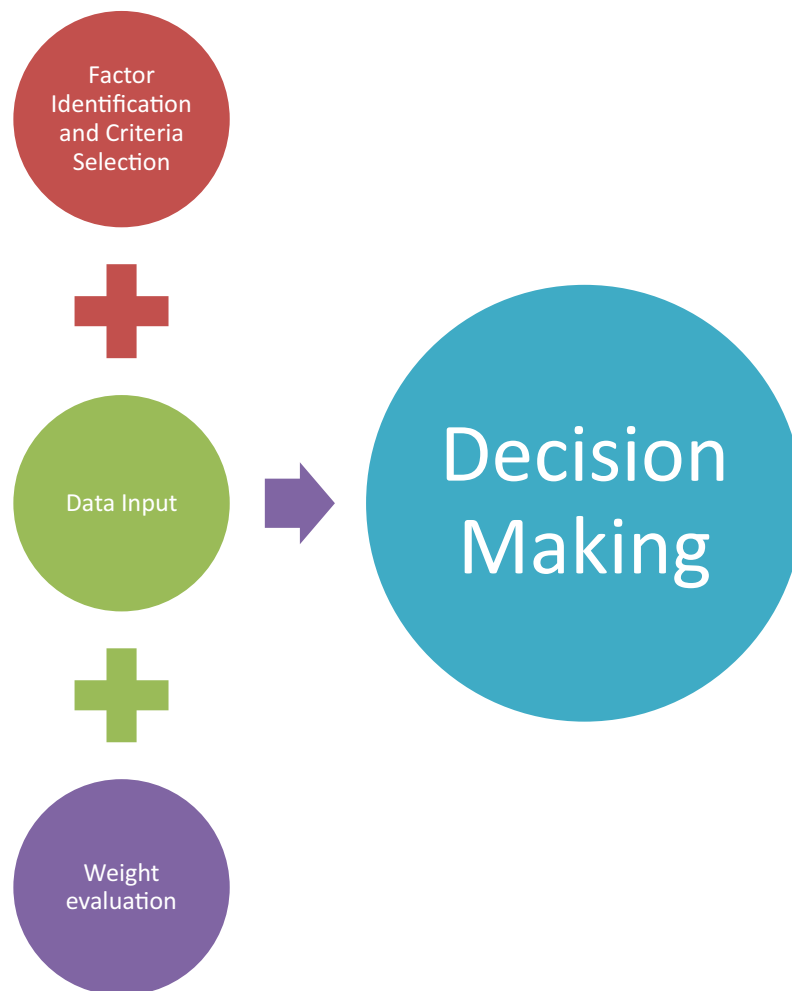 Factor
Identification
and Criteria
Selection
Data Input
Decision
Making
Weight
evaluation